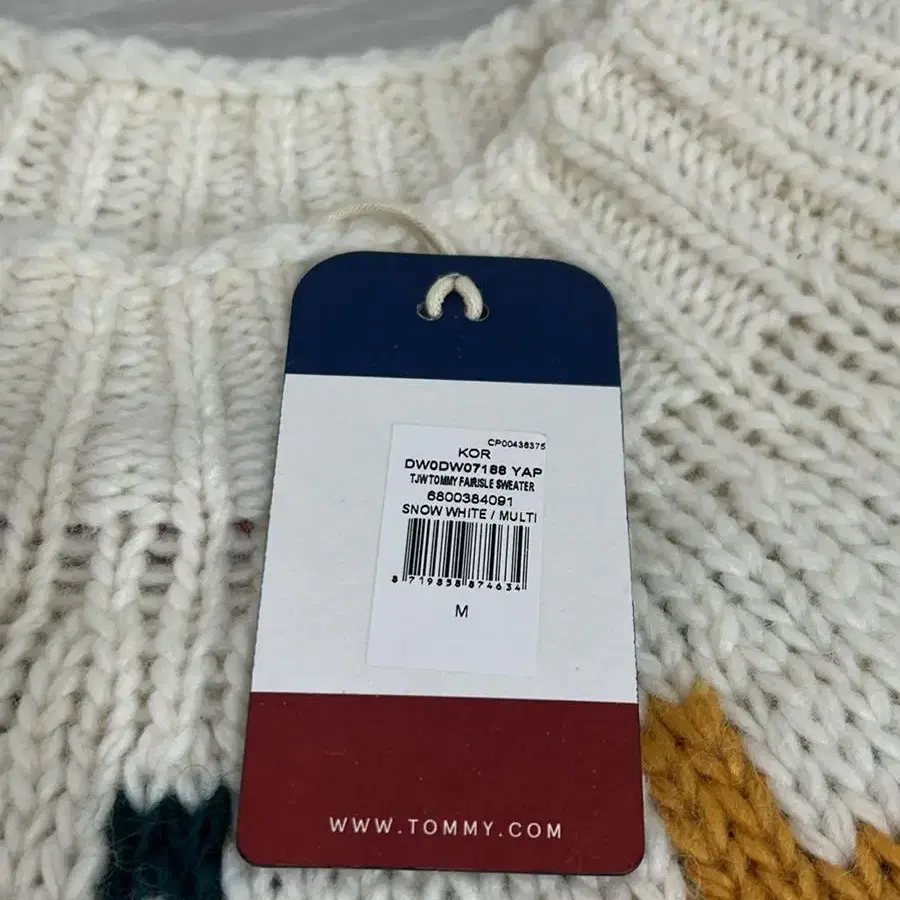 CP00436375
KOR
DW0DW07188 YAP
TJW TOMMY FAIRISLE SWEATER
6800384091
SNOW WHITE / MULTI
8 719858 874634
M
WWW.TOMMY.COM